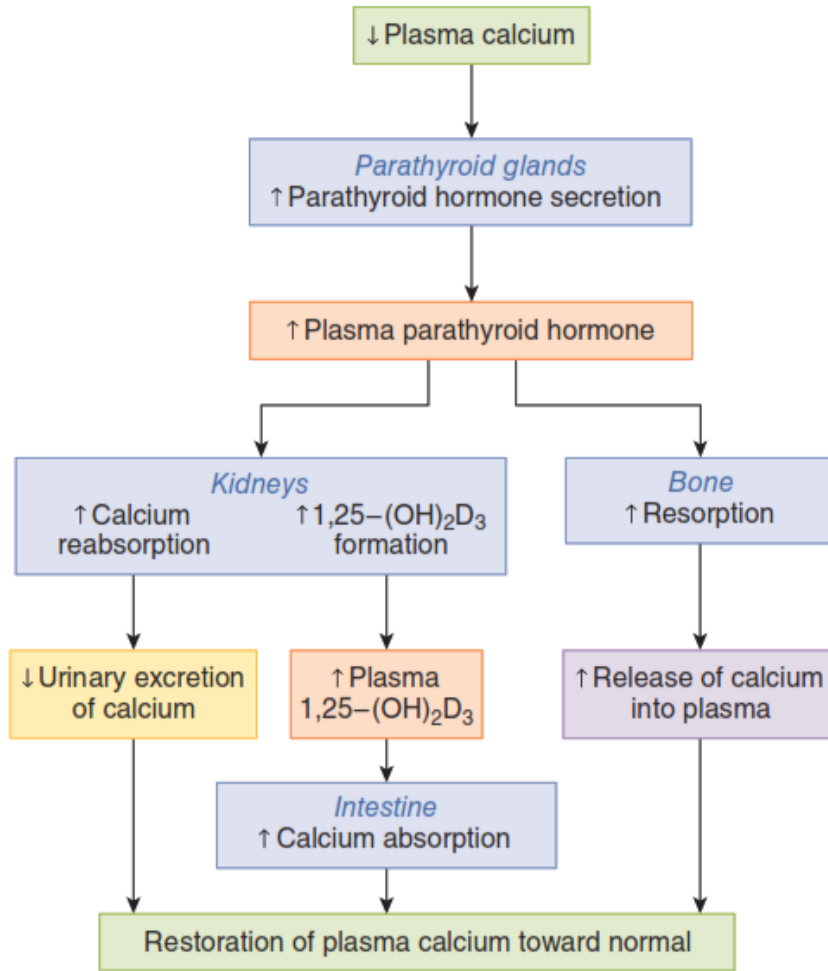 ↓Plasma calcium
Parathyroid glands
↑Parathyroid hormone secretion
↑Plasma parathyroid hormone
Kidneys
↑Calcium
reabsorption
↑1,25–(OH)₂D₃
formation
Bone
↑Resorption
↓Urinary excretion
of calcium
↑Plasma
1,25–(OH)₂D₃
↑Release of calcium
into plasma
Intestine
↑Calcium absorption
Restoration of plasma calcium toward normal